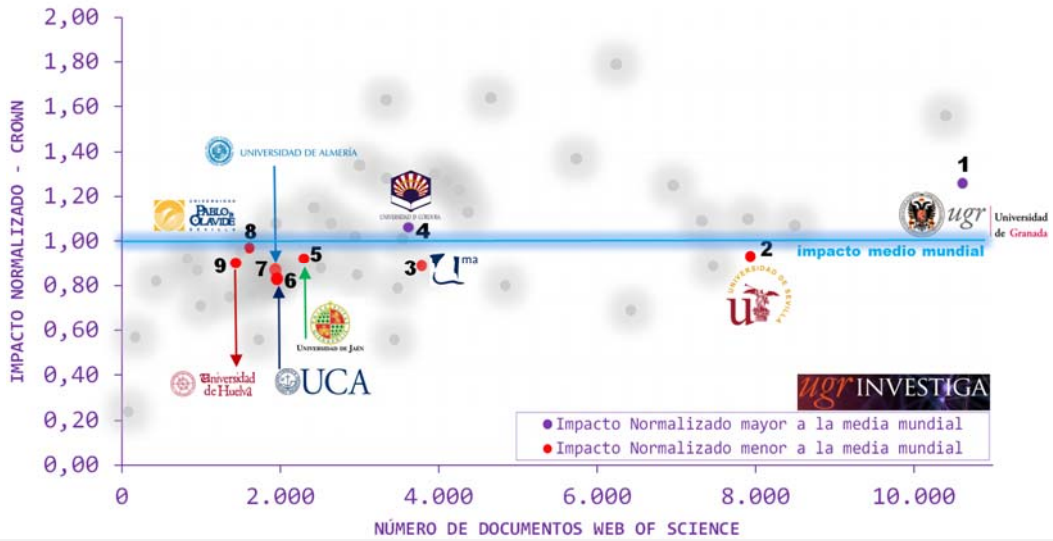 IMPACTO NORMALIZADO - CROWN
2,00
1,80
1,60
1,40
1,20
1,00
0,80
0,60
0,40
0,20
0,00
UNIVERSIDAD DE ALMERÍA
UNIVERSIDAD
PABLO DE
OLAVIDE
SEVILLA
UNIVERSIDAD DE CÓRDOBA
1
ugr
Universidad
de Granada
8
4
impacto medio mundial
9
7
6
5
3
uma
2
UNIVERSIDAD DE SEVILLA
UNIVERSIDAD DE JAÉN
Universidad
de Huelva
UCA
ugr INVESTIGA
Impacto Normalizado mayor a la media mundial
Impacto Normalizado menor a la media mundial
0
2.000
4.000
6.000
8.000
10.000
NÚMERO DE DOCUMENTOS WEB OF SCIENCE